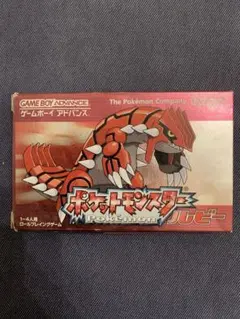 GAME BOY ADVANCE
ゲームボーイ アドバンス
The Pokémon Company
ポケットモンスター
Pokémon
ルビー
1~4人用
ロールプレイングゲーム